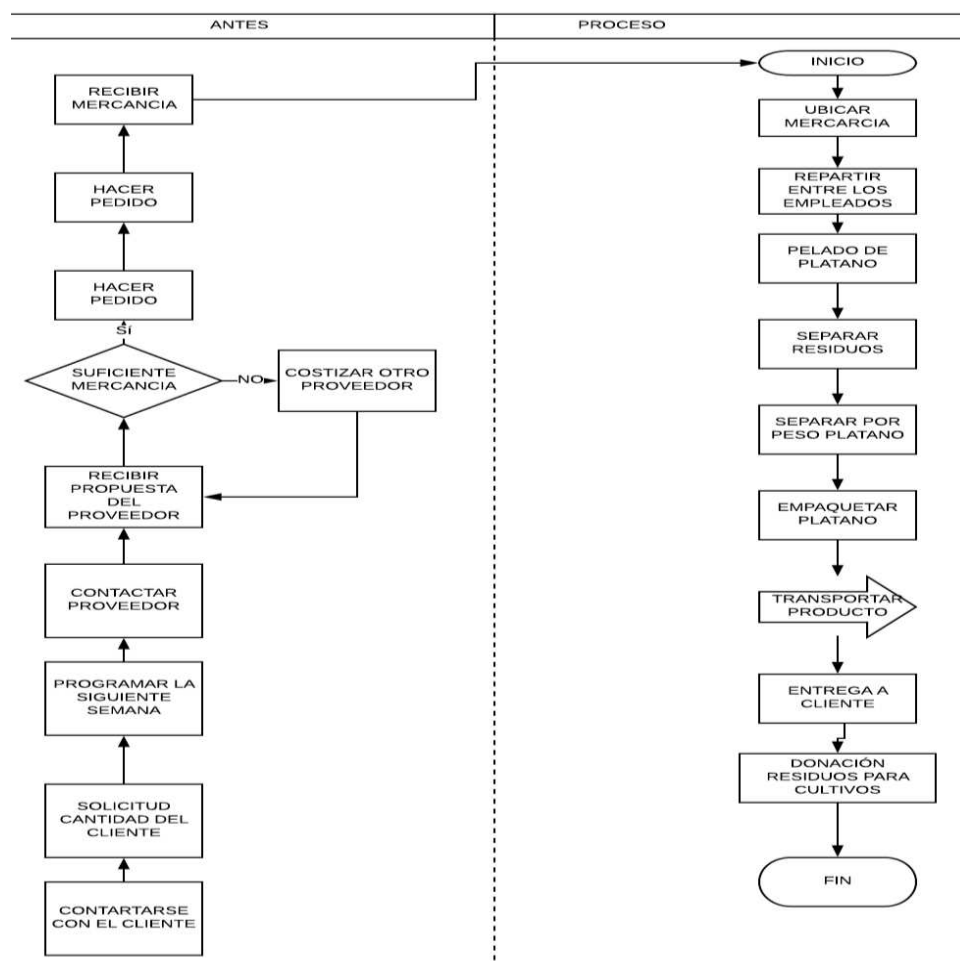 ANTES
PROCESO
RECIBIR
MERCANCIA
HACER
PEDIDO
HACER
PEDIDO
Sí
SUFICIENTE
MERCANCIA
NO
COSTIZAR OTRO
PROVEEDOR
RECIBIR
PROPUESTA
DEL
PROVEEDOR
CONTACTAR
PROVEEDOR
PROGRAMAR LA
SIGUIENTE
SEMANA
SOLICITUD
CANTIDAD DEL
CLIENTE
CONTARTARSE
CON EL CLIENTE
INICIO
UBICAR
MERCARCIA
REPARTIR
ENTRE LOS
EMPLEADOS
PELADO DE
PLATANO
SEPARAR
RESIDUOS
SEPARAR POR
PESO PLATANO
EMPAQUETAR
PLATANO
TRANSPORTAR
PRODUCTO
ENTREGA A
CLIENTE
DONACIÓN
RESIDUOS PARA
CULTIVOS
FIN